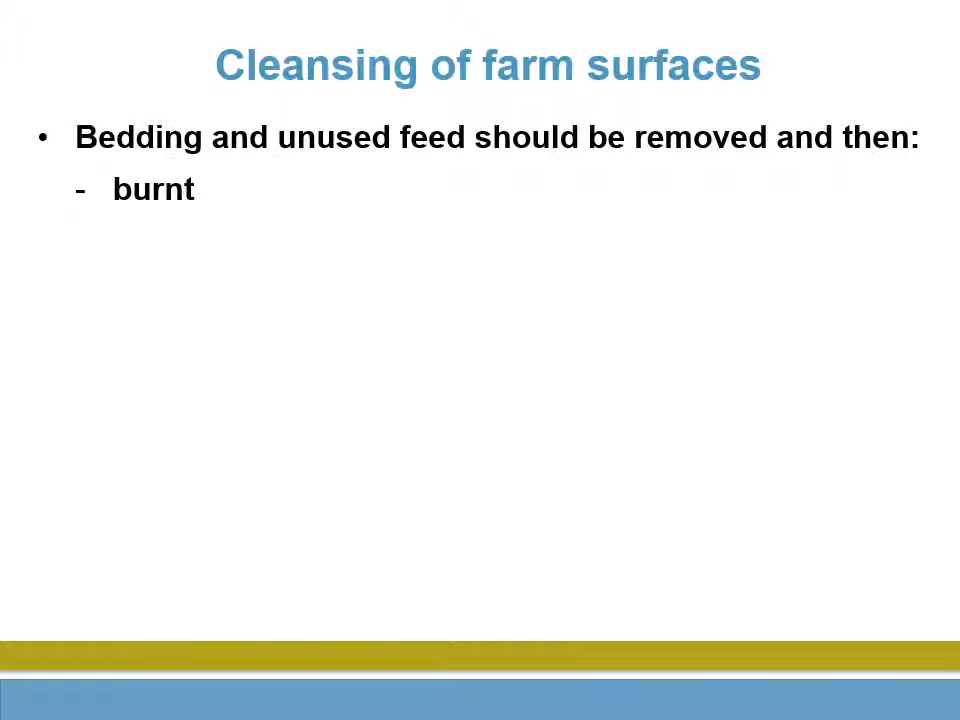 Cleansing of farm surfaces
• Bedding and unused feed should be removed and then:
- burnt